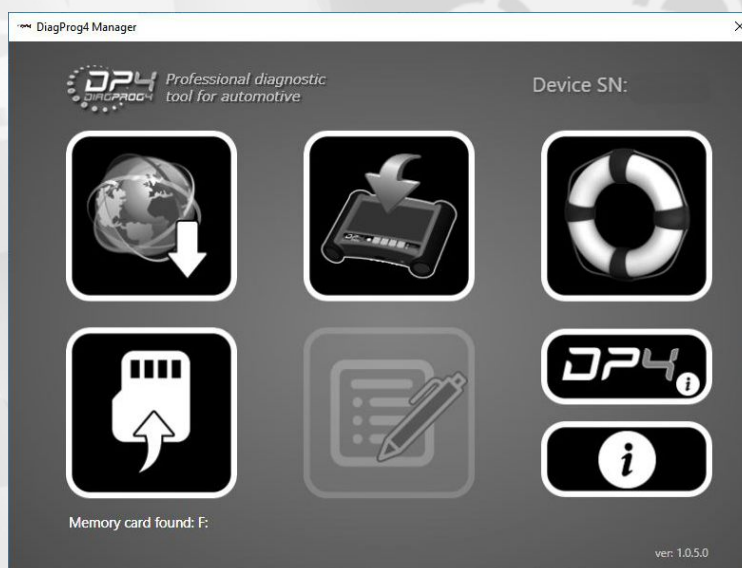 DiagProg4 Manager
DP4
DIAGPROG4
Professional diagnostic
tool for automotive
Device SN:
DP4
i
i
Memory card found: F:
ver: 1.0.5.0